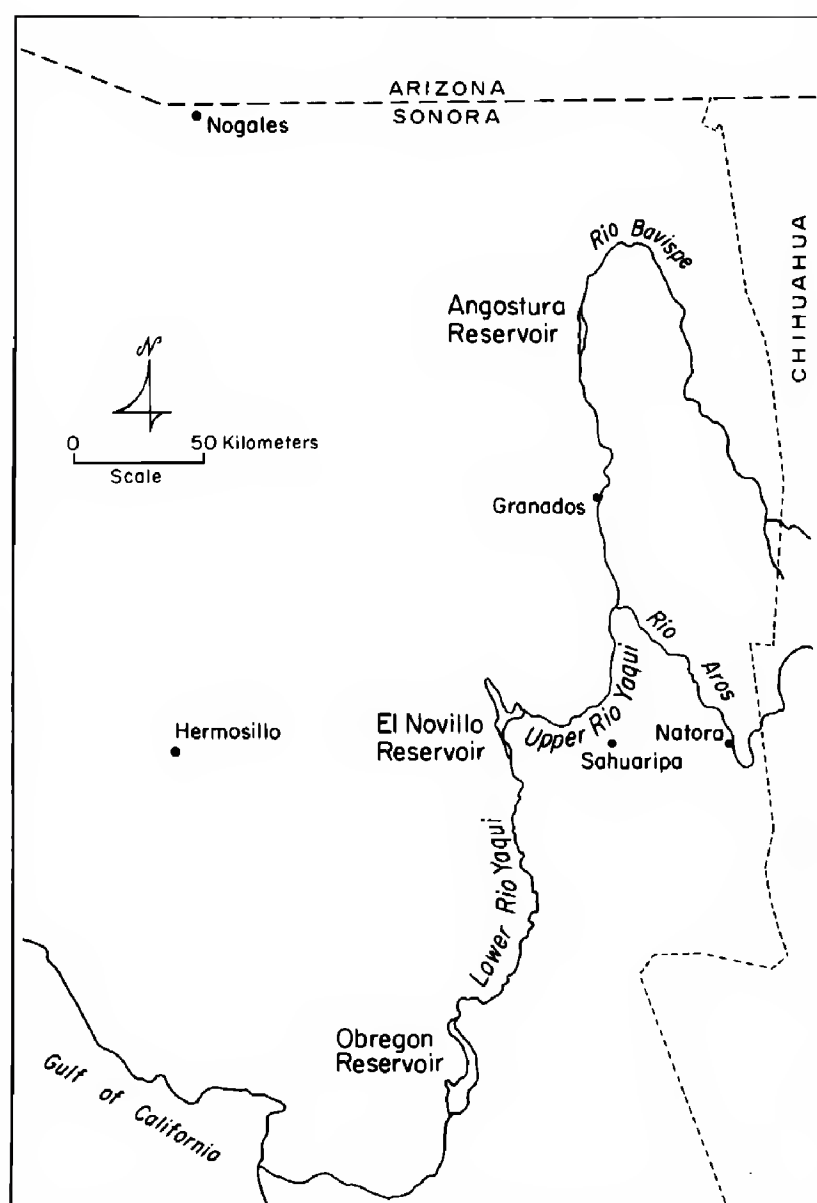 ARIZONA
SONORA
Nogales
Rio Bavispe
CHIHUAHUA
Angostura
Reservoir
N
0 50 Kilometers
Scale
Granados
Rio Aros
Upper Rio Yaqui
El Novillo
Reservoir
Hermosillo
Natora
Sahuaripa
Lower Rio Yaqui
Obregon
Reservoir
Gulf of California